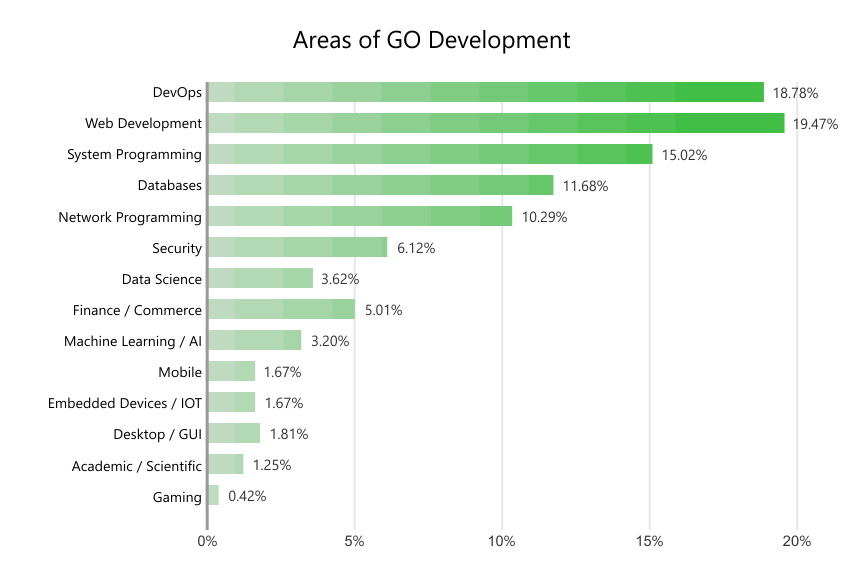 Areas of GO Development
DevOps 18.78%
Web Development 19.47%
System Programming 15.02%
Databases 11.68%
Network Programming 10.29%
Security 6.12%
Data Science 3.62%
Finance / Commerce 5.01%
Machine Learning / AI 3.20%
Mobile 1.67%
Embedded Devices / IOT 1.67%
Desktop / GUI 1.81%
Academic / Scientific 1.25%
Gaming 0.42%
0% 5% 10% 15% 20%